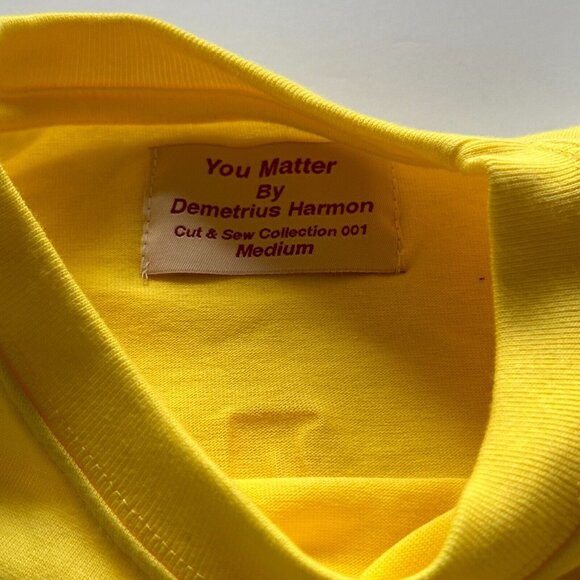 You Matter
By
Demetrius Harmon
Cut & Sew Collection 001
Medium